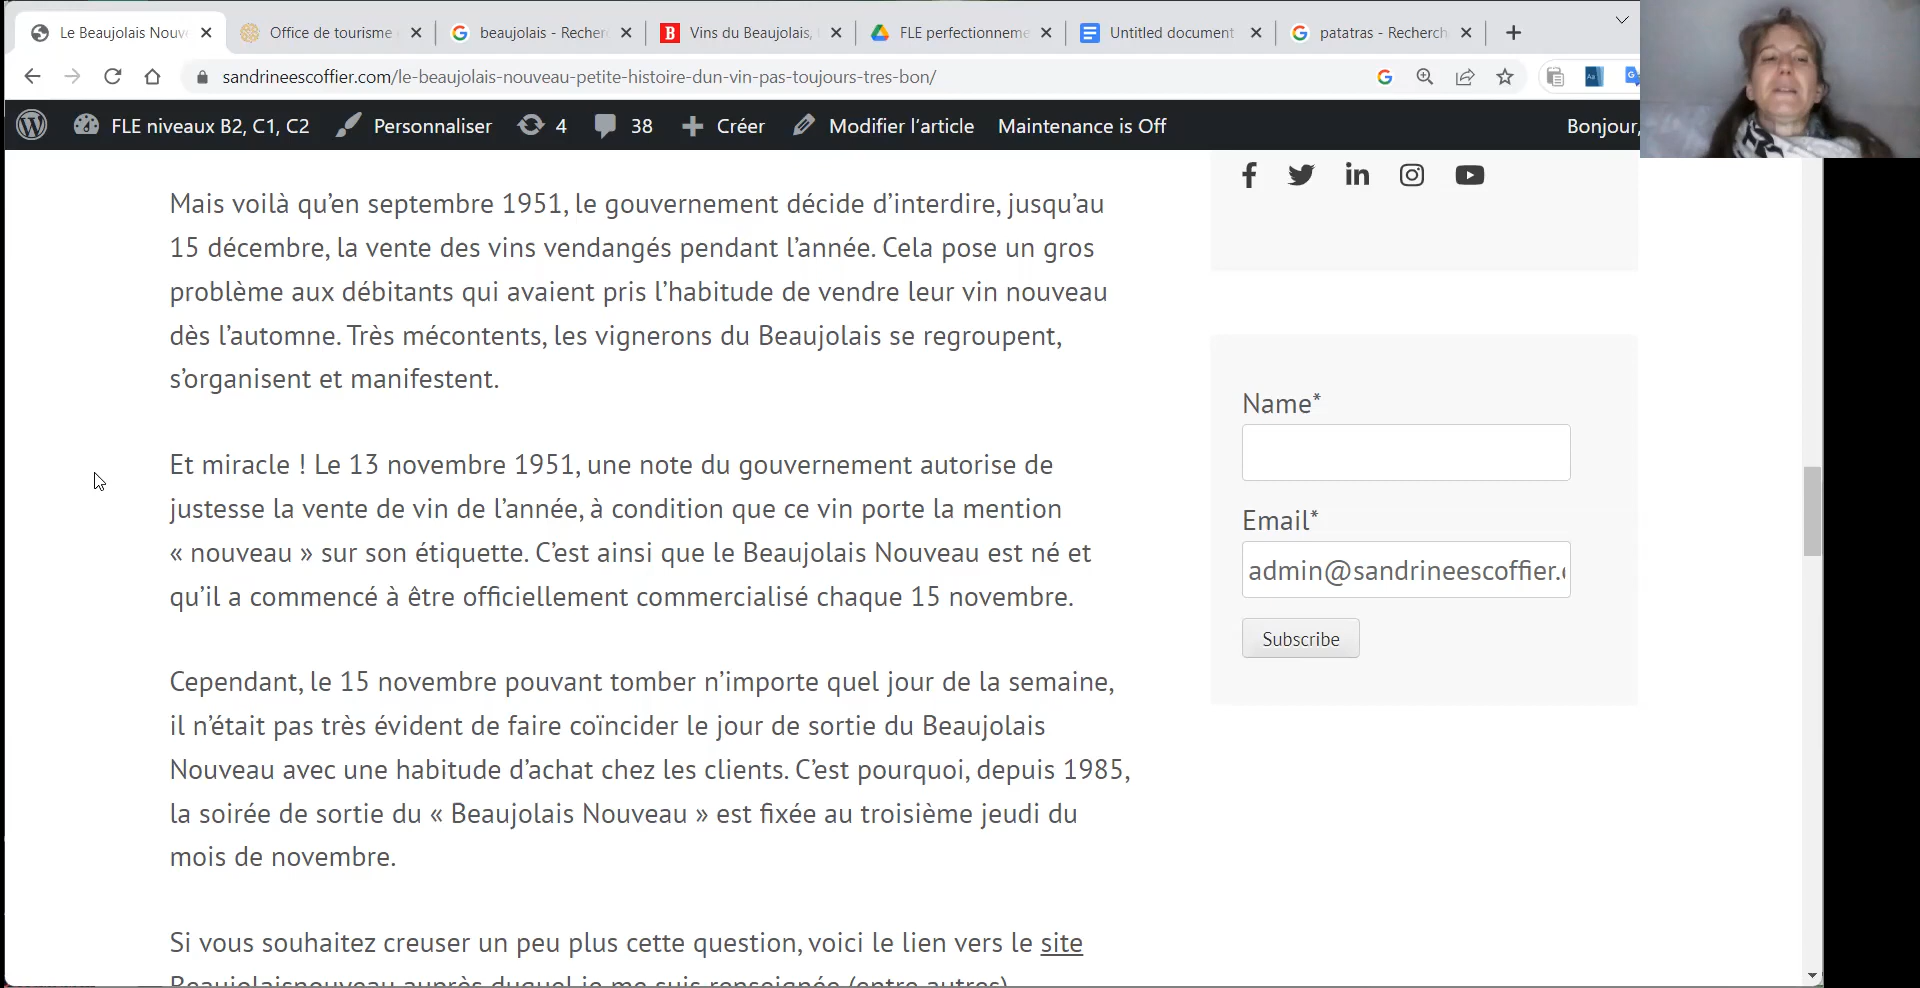 Le Beaujolais Nouv
Office de tourisme
beaujolais - Recher
Vins du Beaujolais,
FLE perfectionneme
Untitled document
patatras - Recherch
sandrineescoffier.com/le-beaujolais-nouveau-petite-histoire-dun-vin-pas-toujours-tres-bon/
FLE niveaux B2, C1, C2
Personnaliser
4
38
Créer
Modifier l’article
Maintenance is Off
Bonjour,
Mais voilà qu’en septembre 1951, le gouvernement décide d’interdire, jusqu’au
15 décembre, la vente des vins vendangés pendant l’année. Cela pose un gros
problème aux débitants qui avaient pris l’habitude de vendre leur vin nouveau
dès l’automne. Très mécontents, les vignerons du Beaujolais se regroupent,
s’organisent et manifestent.
Et miracle ! Le 13 novembre 1951, une note du gouvernement autorise de
justesse la vente de vin de l’année, à condition que ce vin porte la mention
« nouveau » sur son étiquette. C’est ainsi que le Beaujolais Nouveau est né et
qu’il a commencé à être officiellement commercialisé chaque 15 novembre.
Cependant, le 15 novembre pouvant tomber n’importe quel jour de la semaine,
il n’était pas très évident de faire coïncider le jour de sortie du Beaujolais
Nouveau avec une habitude d’achat chez les clients. C’est pourquoi, depuis 1985,
la soirée de sortie du « Beaujolais Nouveau » est fixée au troisième jeudi du
mois de novembre.
Si vous souhaitez creuser un peu plus cette question, voici le lien vers le site
Beaujolaisnouveau auprès duquel je me suis renseignée (entre autres)
Name*
Email*
admin@sandrineescoffier.
Subscribe